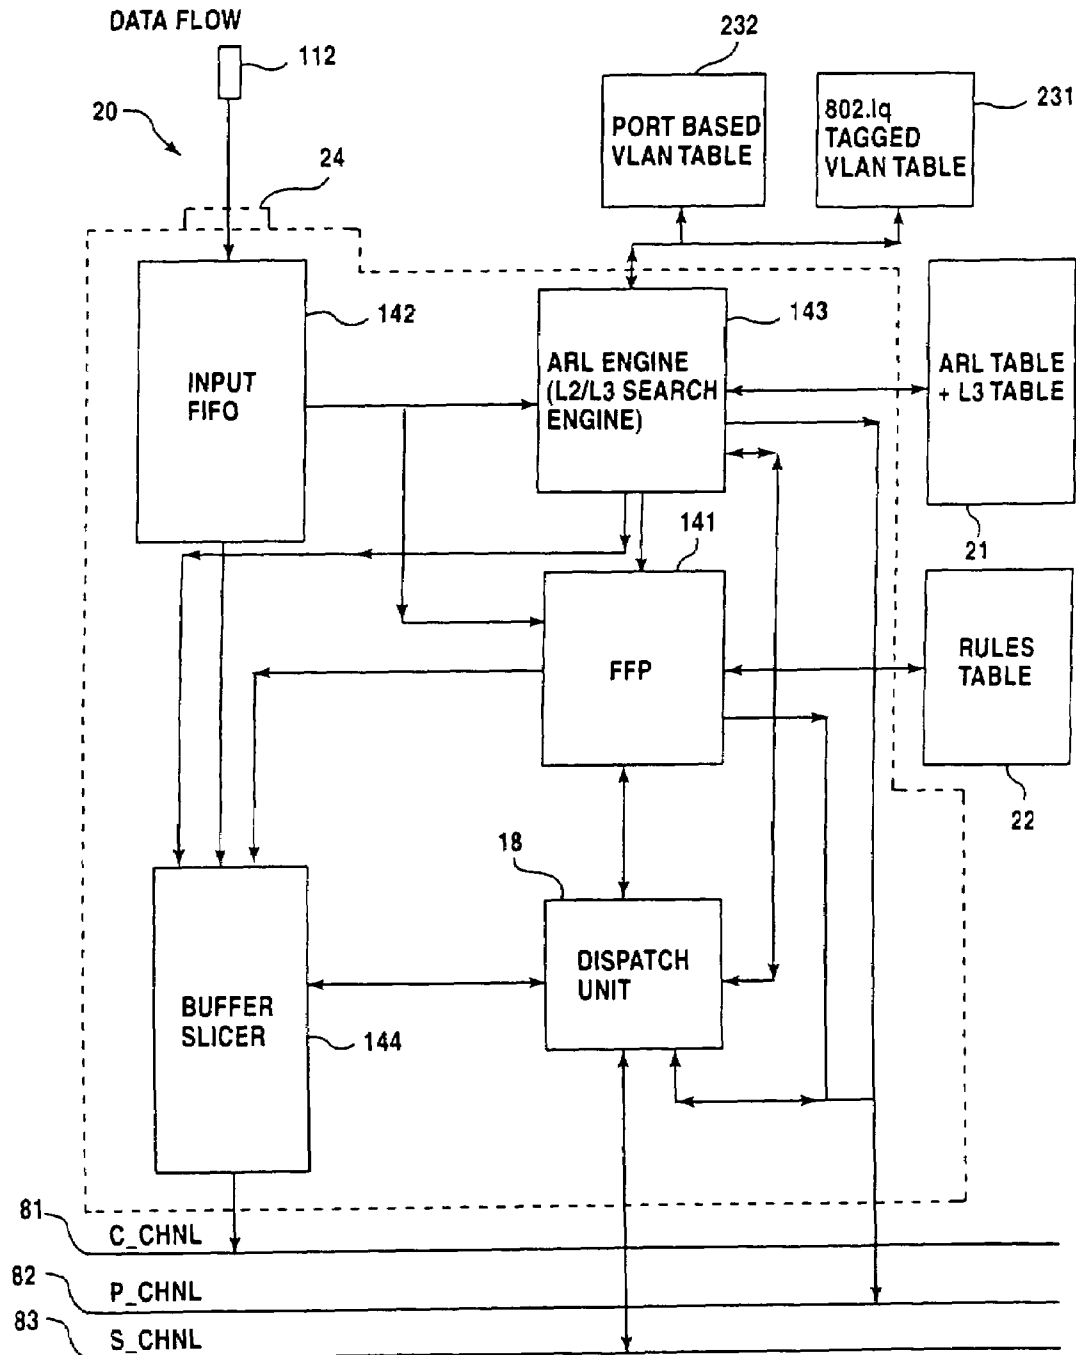 DATA FLOW
112
20
24
232
PORT BASED
VLAN TABLE
802.lq
TAGGED
VLAN TABLE
231
INPUT
FIFO
142
ARL ENGINE
(L2/L3 SEARCH
ENGINE)
143
ARL TABLE
+ L3 TABLE
21
141
FFP
RULES
TABLE
22
18
DISPATCH
UNIT
BUFFER
SLICER
144
81
C_CHNL
82
P_CHNL
83
S_CHNL